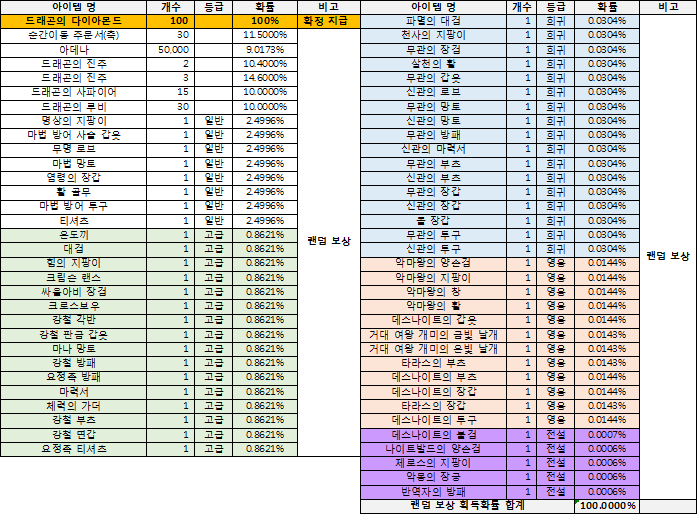 아이템 명 개수 등급 확률 비고
드래곤의 다이아몬드 100 100% 확정 지급
순간이동 주문서(축) 30 11.5000%
아데나 50,000 9.0173%
드래곤의 진주 2 10.4000%
드래곤의 진주 3 14.6000%
드래곤의 사파이어 15 10.0000%
드래곤의 루비 30 10.0000%
명상의 지팡이 1 일반 2.4996%
마법 방어 사슬 갑옷 1 일반 2.4996%
무명 로브 1 일반 2.4996%
마법 망토 1 일반 2.4996%
염령의 장갑 1 일반 2.4996%
활 골무 1 일반 2.4996%
마법 방어 투구 1 일반 2.4996%
티셔츠 1 일반 2.4996%
온도끼 1 고급 0.8621%
대검 1 고급 0.8621%
힘의 지팡이 1 고급 0.8621%
크림슨 랜스 1 고급 0.8621%
싸울아비 장검 1 고급 0.8621%
크로스보우 1 고급 0.8621%
강철 각반 1 고급 0.8621%
강철 판금 갑옷 1 고급 0.8621%
마나 망토 1 고급 0.8621%
강철 방패 1 고급 0.8621%
요정족 방패 1 고급 0.8621%
마력서 1 고급 0.8621%
체력의 가더 1 고급 0.8621%
강철 부츠 1 고급 0.8621%
강철 면갑 1 고급 0.8621%
요정족 티셔츠 1 고급 0.8621%
랜덤 보상
아이템 명 개수 등급 확률 비고
파멸의 대검 1 희귀 0.0304%
천사의 지팡이 1 희귀 0.0304%
무관의 장검 1 희귀 0.0304%
살천의 활 1 희귀 0.0304%
무관의 갑옷 1 희귀 0.0304%
신관의 로브 1 희귀 0.0304%
무관의 망토 1 희귀 0.0304%
신관의 망토 1 희귀 0.0304%
무관의 방패 1 희귀 0.0304%
신관의 마력서 1 희귀 0.0304%
무관의 부츠 1 희귀 0.0304%
신관의 부츠 1 희귀 0.0304%
무관의 장갑 1 희귀 0.0304%
신관의 장갑 1 희귀 0.0304%
뼈 장갑 1 희귀 0.0304%
무관의 투구 1 희귀 0.0304%
신관의 투구 1 희귀 0.0304%
악마왕의 양손검 1 영웅 0.0144%
악마왕의 지팡이 1 영웅 0.0144%
악마왕의 창 1 영웅 0.0144%
악마왕의 활 1 영웅 0.0144%
데스나이트의 갑옷 1 영웅 0.0144%
거대 여왕 개미의 금빛 날개 1 영웅 0.0143%
거대 여왕 개미의 은빛 날개 1 영웅 0.0143%
타라스의 부츠 1 영웅 0.0143%
데스나이트의 부츠 1 영웅 0.0144%
데스나이트의 장갑 1 영웅 0.0144%
타라스의 장갑 1 영웅 0.0143%
데스나이트의 투구 1 영웅 0.0144%
데스나이트의 불검 1 전설 0.0007%
나이트발드의 양손검 1 전설 0.0006%
제로스의 지팡이 1 전설 0.0006%
악몽의 장궁 1 전설 0.0006%
반역자의 방패 1 전설 0.0006%
랜덤 보상
랜덤 보상 획득확률 합계 100.0000%